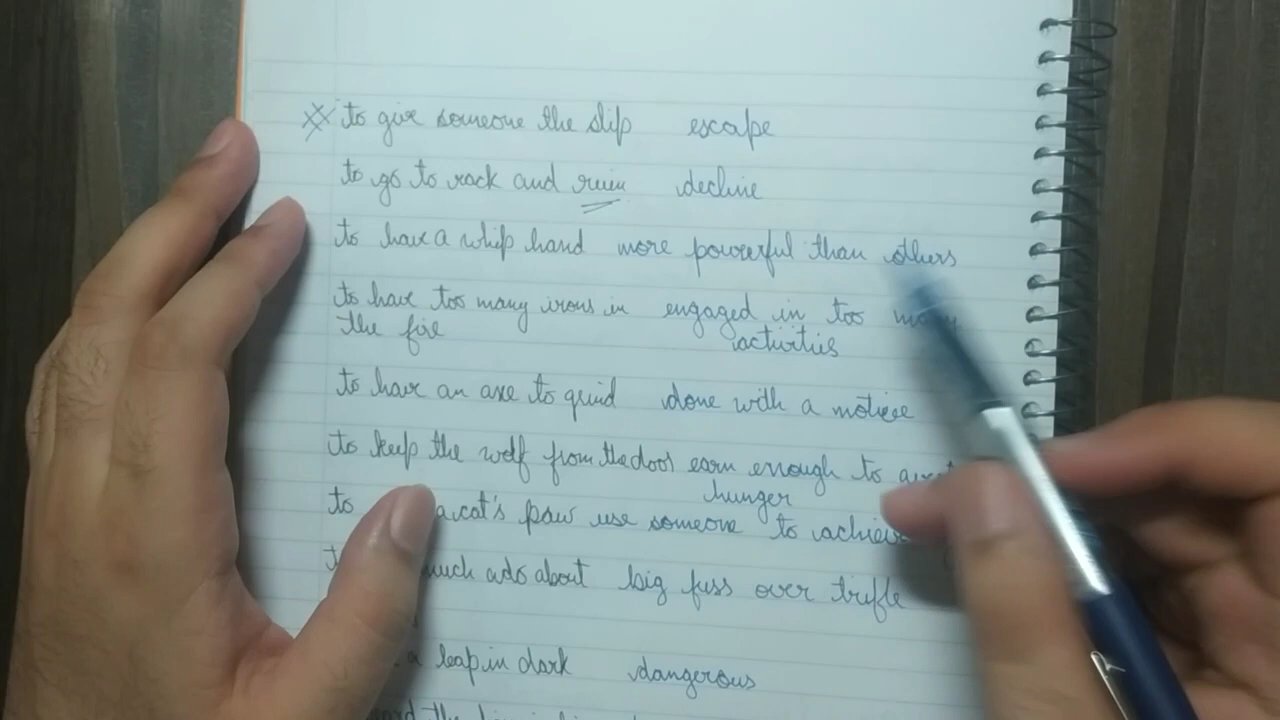 to give someone the slip escape
to go to rack and ruin decline
to have a whip hand more powerful than others
to have too many irons in engaged in too many
the fire activities
to have an axe to grind done with a motive
to keep the wolf from the door earn enough to
hunger
to a cat's paw use someone to achieve
much ado about big fuss over trifle
a leap in dark dangerous